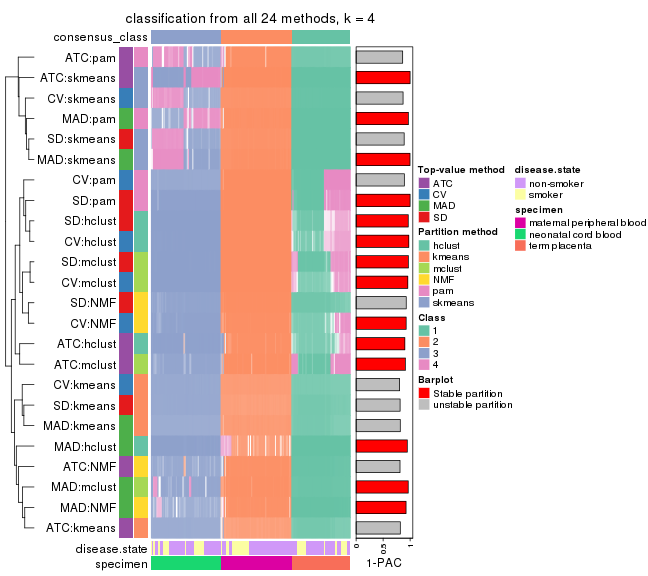 classification from all 24 methods, k = 4
consensus_class
ATC:pam
ATC:skmeans
CV:skmeans
MAD:pam
SD:skmeans
MAD:skmeans
CV:pam
SD:pam
SD:hclust
CV:hclust
SD:mclust
CV:mclust
SD:NMF
CV:NMF
ATC:hclust
ATC:mclust
CV:kmeans
SD:kmeans
MAD:kmeans
MAD:hclust
ATC:NMF
MAD:mclust
MAD:NMF
ATC:kmeans
disease.state
specimen
0
0.5
1
1-PAC
Top-value method
ATC
CV
MAD
SD
Partition method
hclust
kmeans
mclust
NMF
pam
skmeans
Class
1
2
3
4
Barplot
Stable partition
unstable partition
disease.state
non-smoker
smoker
specimen
maternal peripheral blood
neonatal cord blood
term placenta